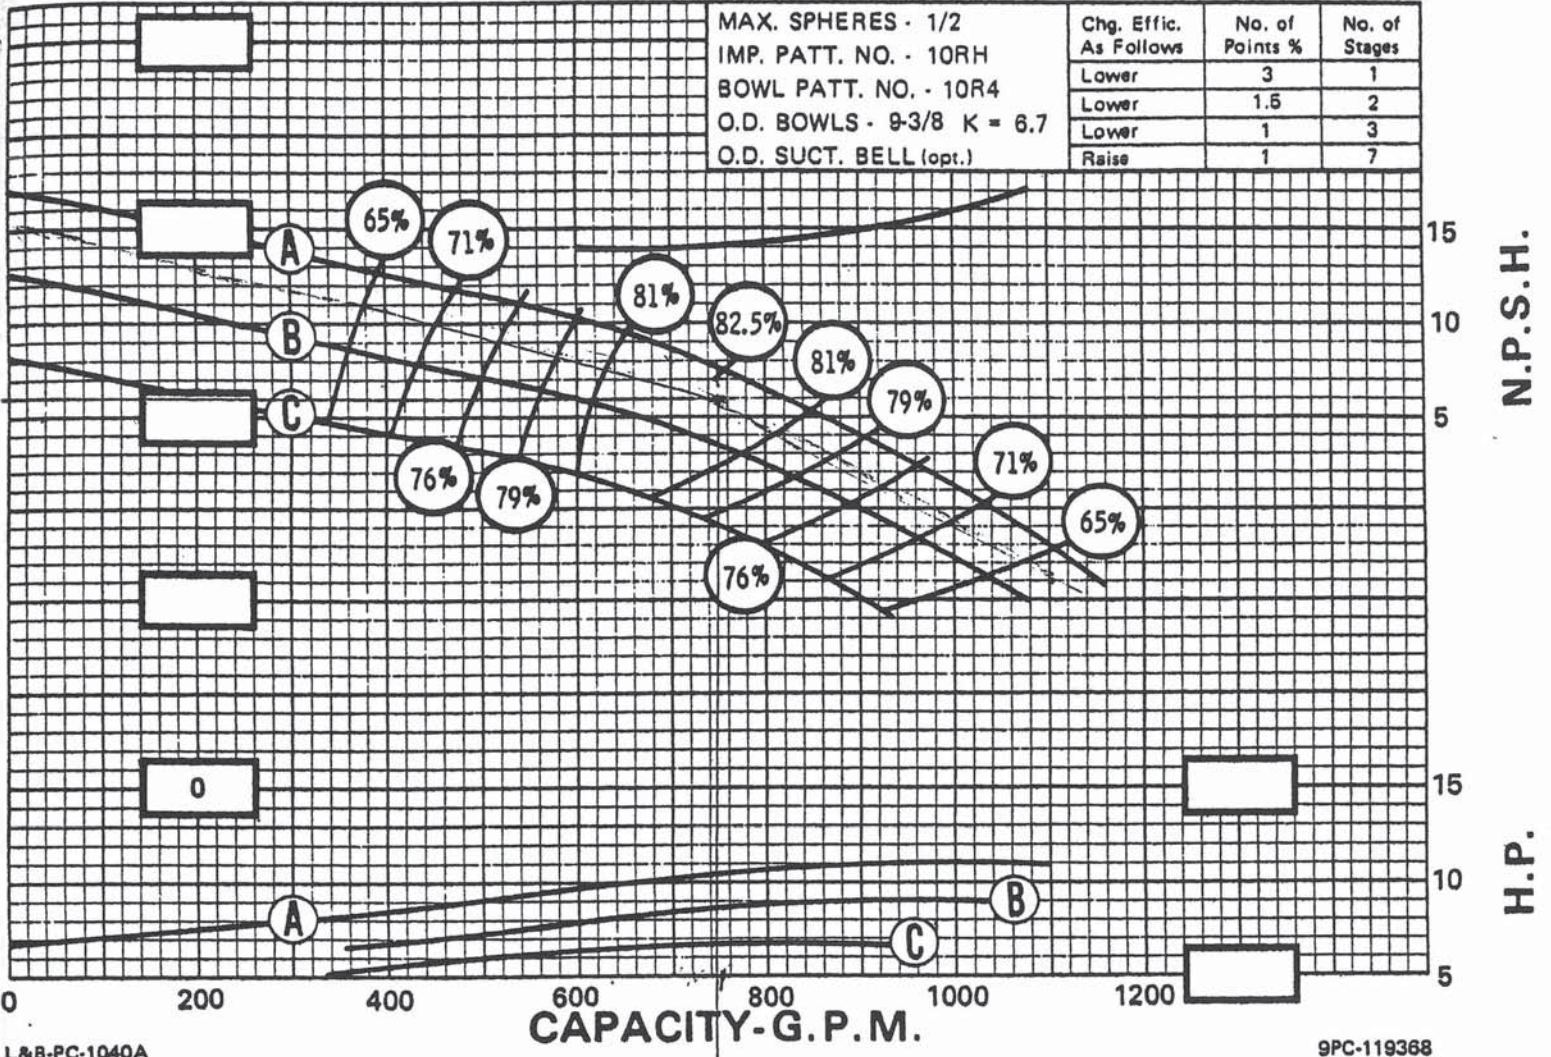 MAX. SPHERES - 1/2
IMP. PATT. NO. - 10RH
BOWL PATT. NO. - 10R4
O.D. BOWLS - 9-3/8 K = 6.7
O.D. SUCT. BELL (opt.)
Chg. Effic. As Follows No. of Points % No. of Stages
Lower 3 1
Lower 1.5 2
Lower 1 3
Raise 1 7
65%
71%
81%
82.5%
81%
79%
71%
65%
76%
79%
76%
A
B
C
15
10
5
N.P.S.H.
0
15
10
5
H.P.
A
B
C
0 200 400 600 800 1000 1200
CAPACITY-G.P.M.
L&B-PC-1040A
9PC-119368